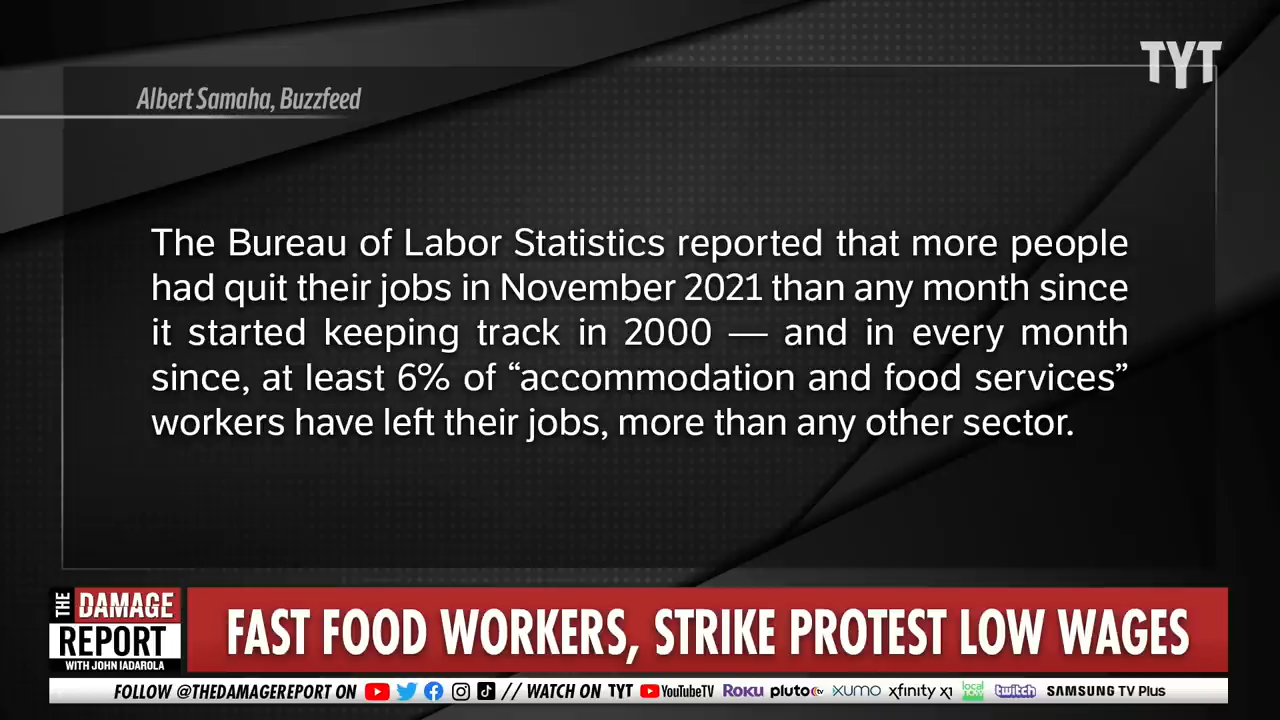 TYT
Albert Samaha, Buzzfeed
The Bureau of Labor Statistics reported that more people
had quit their jobs in November 2021 than any month since
it started keeping track in 2000 — and in every month
since, at least 6% of “accommodation and food services”
workers have left their jobs, more than any other sector.
THE DAMAGE
REPORT
WITH JOHN IADAROLA
FAST FOOD WORKERS, STRIKE PROTEST LOW WAGES
FOLLOW @THEDAMAGEREPORT ON // WATCH ON TYT YouTubeTV ROKU pluto tv XUMO xfinity x1 local now twitch SAMSUNG TV Plus